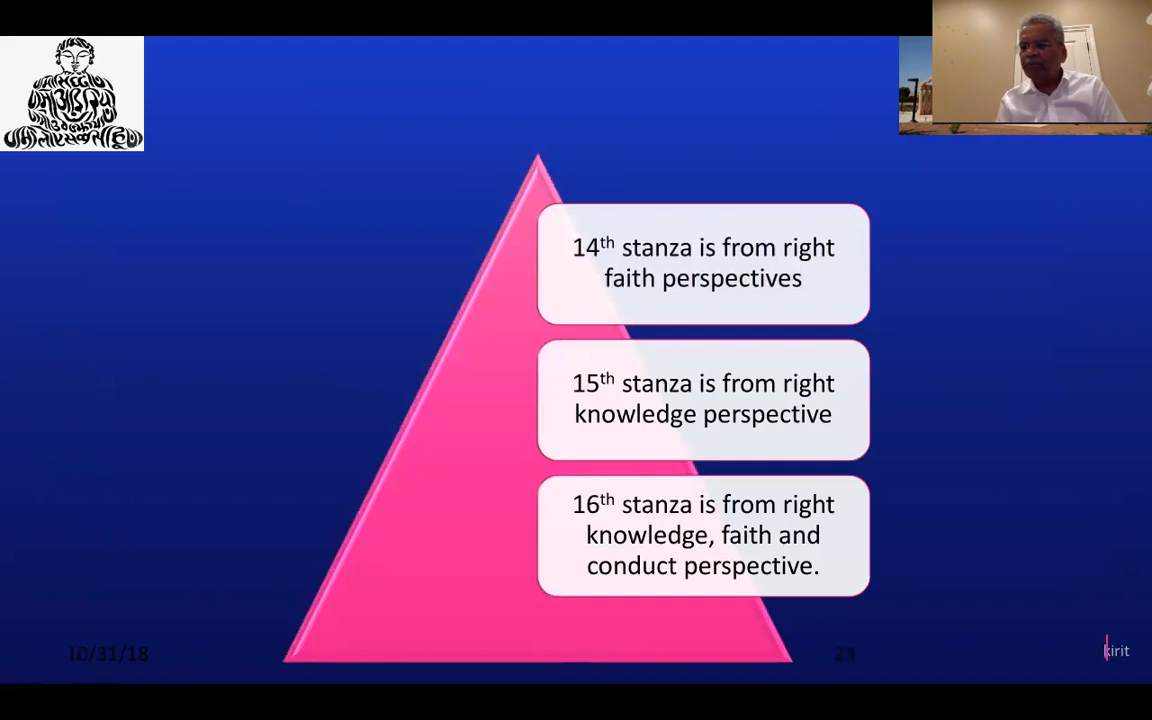 14th stanza is from right
faith perspectives
15th stanza is from right
knowledge perspective
16th stanza is from right
knowledge, faith and
conduct perspective.
10/31/18
23
kirit